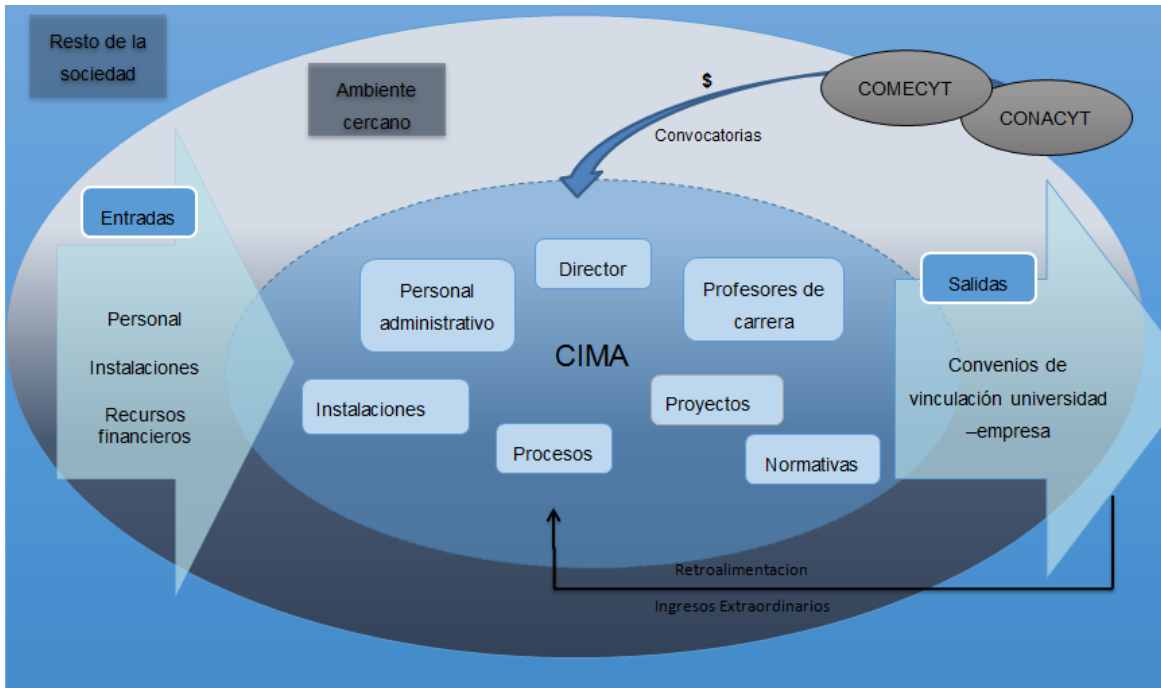 Resto de la
sociedad
Ambiente
cercano
$
Convocatorias
COMECYT
CONACYT
Entradas
Personal
Instalaciones
Recursos
financieros
Director
Personal
administrativo
Profesores de
carrera
CIMA
Instalaciones
Proyectos
Procesos
Normativas
Salidas
Convenios de
vinculación universidad
–empresa
Retroalimentacion
Ingresos Extraordinarios